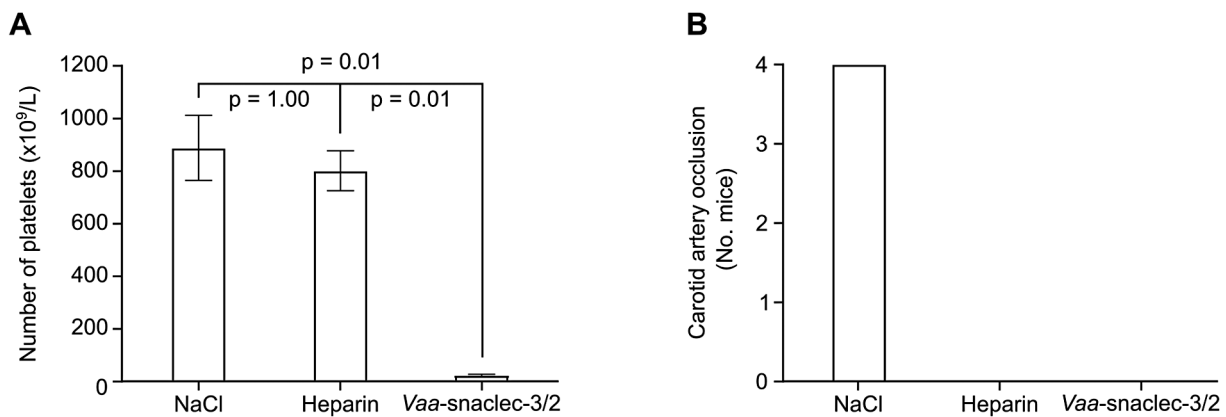 A
Number of platelets (x10⁹/L)
1200
1000
800
600
400
200
0
p = 0.01
p = 1.00
p = 0.01
NaCl
Heparin
Vaa-snaclec-3/2
B
Carotid artery occlusion
(No. mice)
4
3
2
1
0
NaCl
Heparin
Vaa-snaclec-3/2